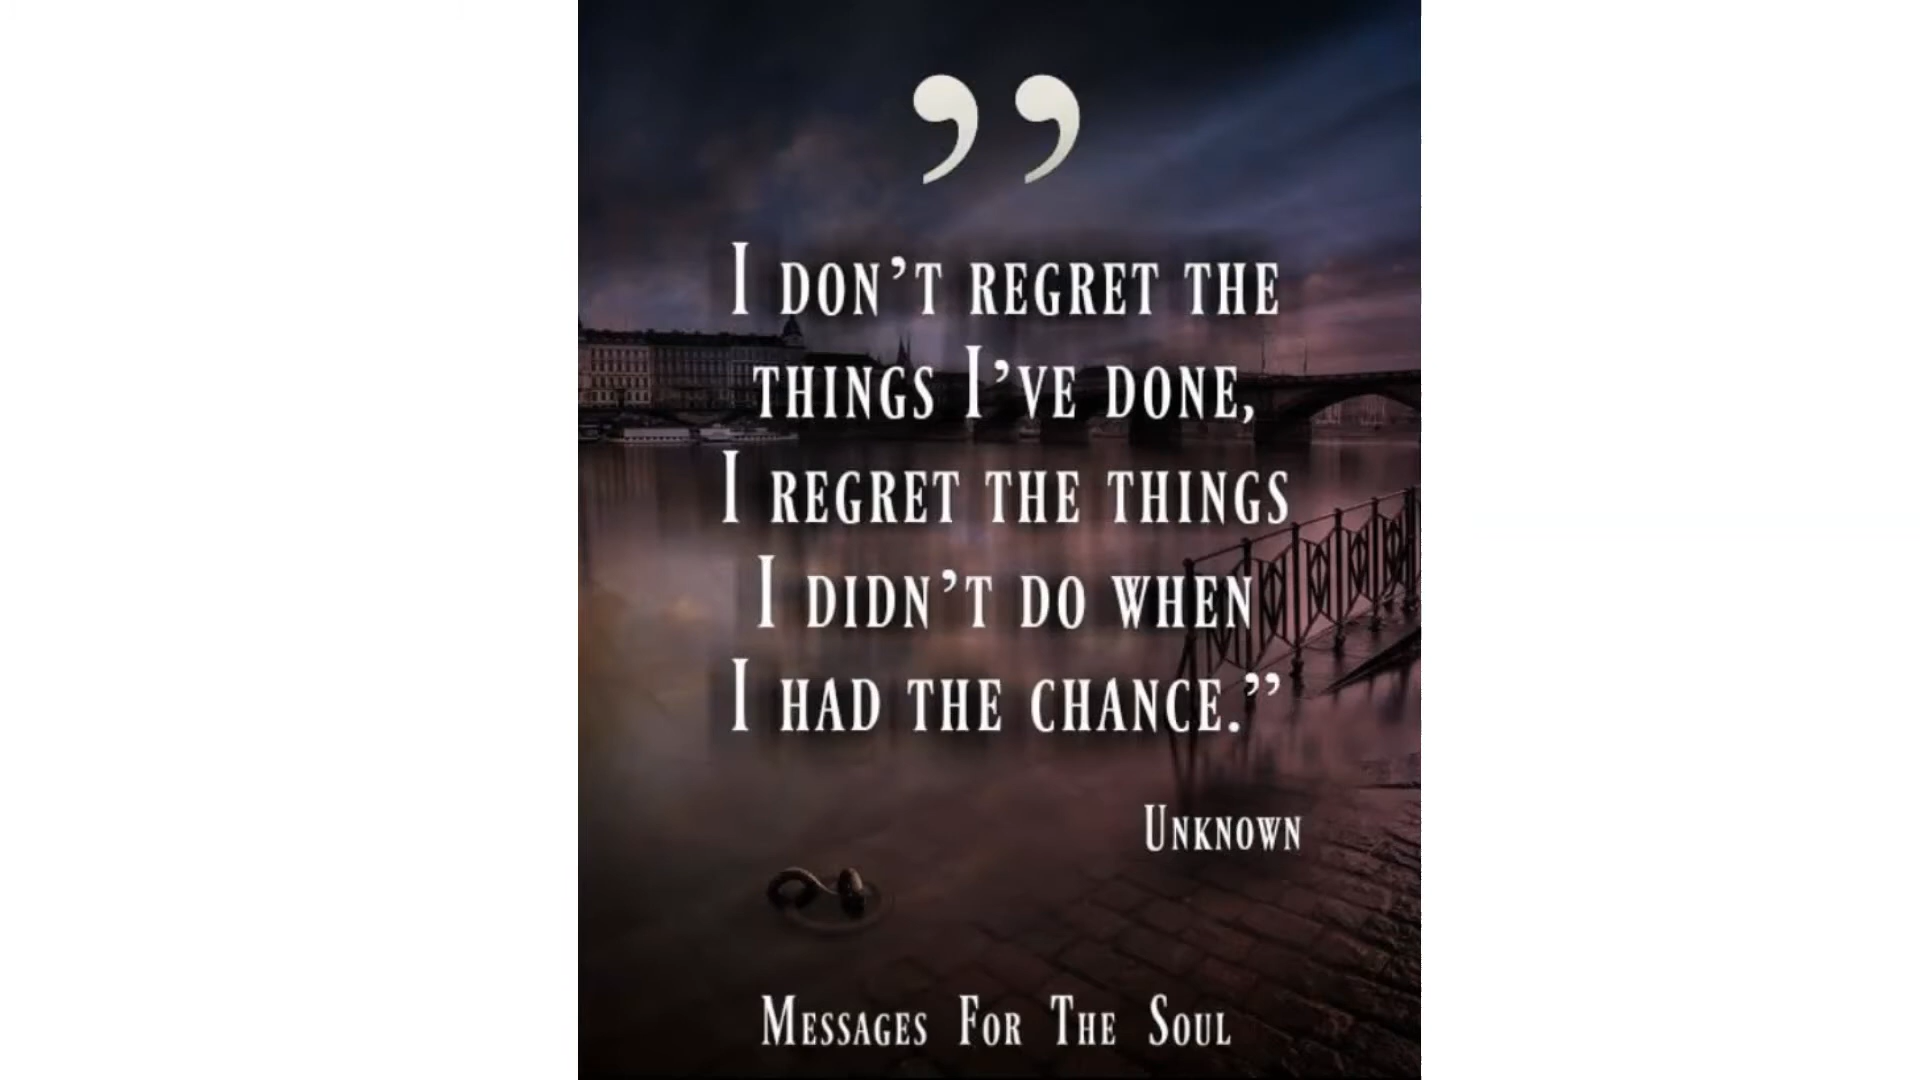 ”
I DON’T REGRET THE
THINGS I’VE DONE,
I REGRET THE THINGS
I DIDN’T DO WHEN
I HAD THE CHANCE.”
UNKNOWN
MESSAGES FOR THE SOUL